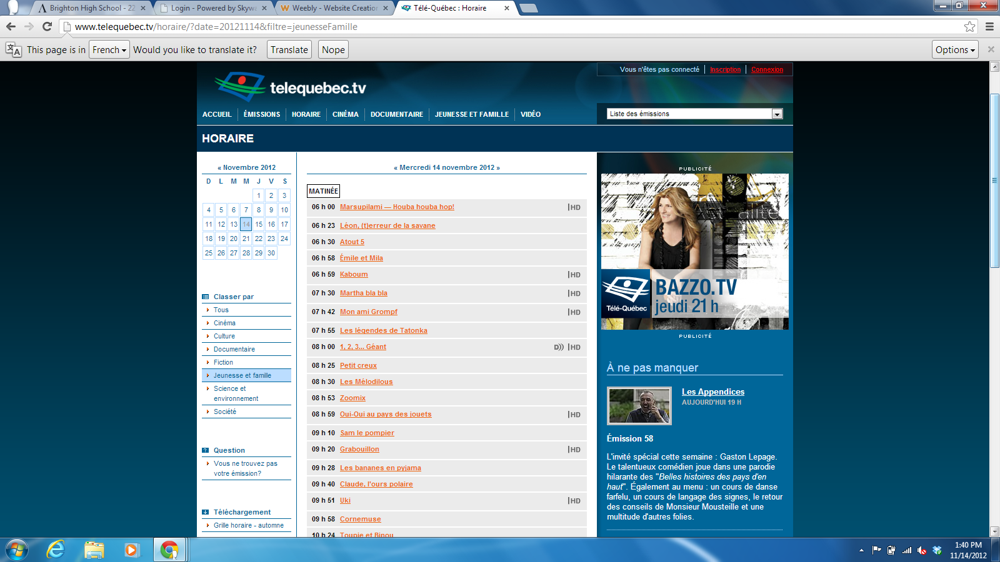 Brighton High School - 22
Login - Powered by Skywa
Weebly - Website Creation
Télé-Québec : Horaire
www.telequebec.tv/horaire/?date=20121114&filtre=jeunesseFamille
This page is in French Would you like to translate it? Translate Nope Options
Vous n'êtes pas connecté Inscription Connexion
telequebec.tv
ACCUEIL ÉMISSIONS HORAIRE CINÉMA DOCUMENTAIRE JEUNESSE ET FAMILLE VIDÉO
Liste des émissions
HORAIRE
« Novembre 2012
D L M M J V S
1 2 3
4 5 6 7 8 9 10
11 12 13 14 15 16 17
18 19 20 21 22 23 24
25 26 27 28 29 30
Classer par
Tous
Cinéma
Culture
Documentaire
Fiction
Jeunesse et famille
Science et
environnement
Société
Question
Vous ne trouvez pas
votre émission?
Téléchargement
Grille horaire - automne
« Mercredi 14 novembre 2012 »
MATINÉE
06 h 00 Marsupilami — Houba houba hop! HD
06 h 23 Léon, (t)erreur de la savane
06 h 30 Atout 5
06 h 58 Émile et Mila
06 h 59 Kaboum HD
07 h 30 Martha bla bla HD
07 h 42 Mon ami Grompf HD
07 h 55 Les légendes de Tatonka
08 h 00 1, 2, 3... Géant D)) HD
08 h 25 Petit creux
08 h 30 Les Mélodilous
08 h 53 Zoomix
08 h 59 Oui-Oui au pays des jouets HD
09 h 10 Sam le pompier
09 h 20 Grabouillon HD
09 h 28 Les bananes en pyjama
09 h 40 Claude, l'ours polaire
09 h 51 Uki HD
09 h 58 Cornemuse
10 h 24 Toupie et Binou
PUBLICITÉ
Actualité
BAZZO.TV
jeudi 21 h
Télé-Québec
PUBLICITÉ
À ne pas manquer
Les Appendices
AUJOURD'HUI 19 H
Émission 58
L'invité spécial cette semaine : Gaston Lepage.
Le talentueux comédien joue dans une parodie
hilarante des "Belles histoires des pays d'en
haut". Également au menu : un cours de danse
farfelu, un cours de langage des signes, le retour
des conseils de Monsieur Mousteille et une
multitude d'autres folies.
1:40 PM
11/14/2012